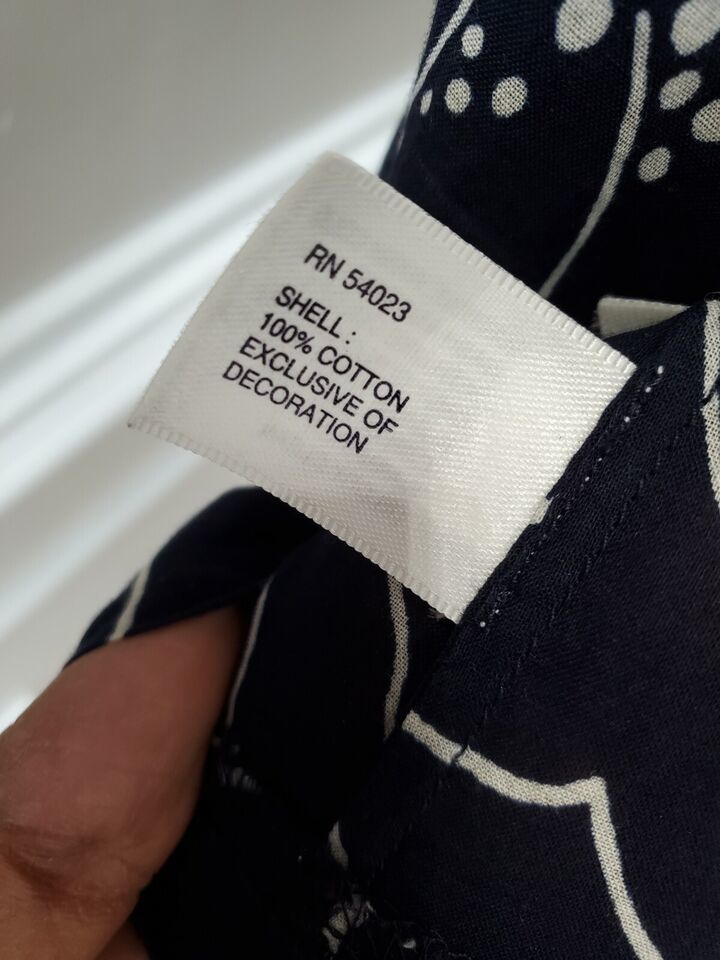 RN 54023
SHELL :
100% COTTON
EXCLUSIVE OF
DECORATION